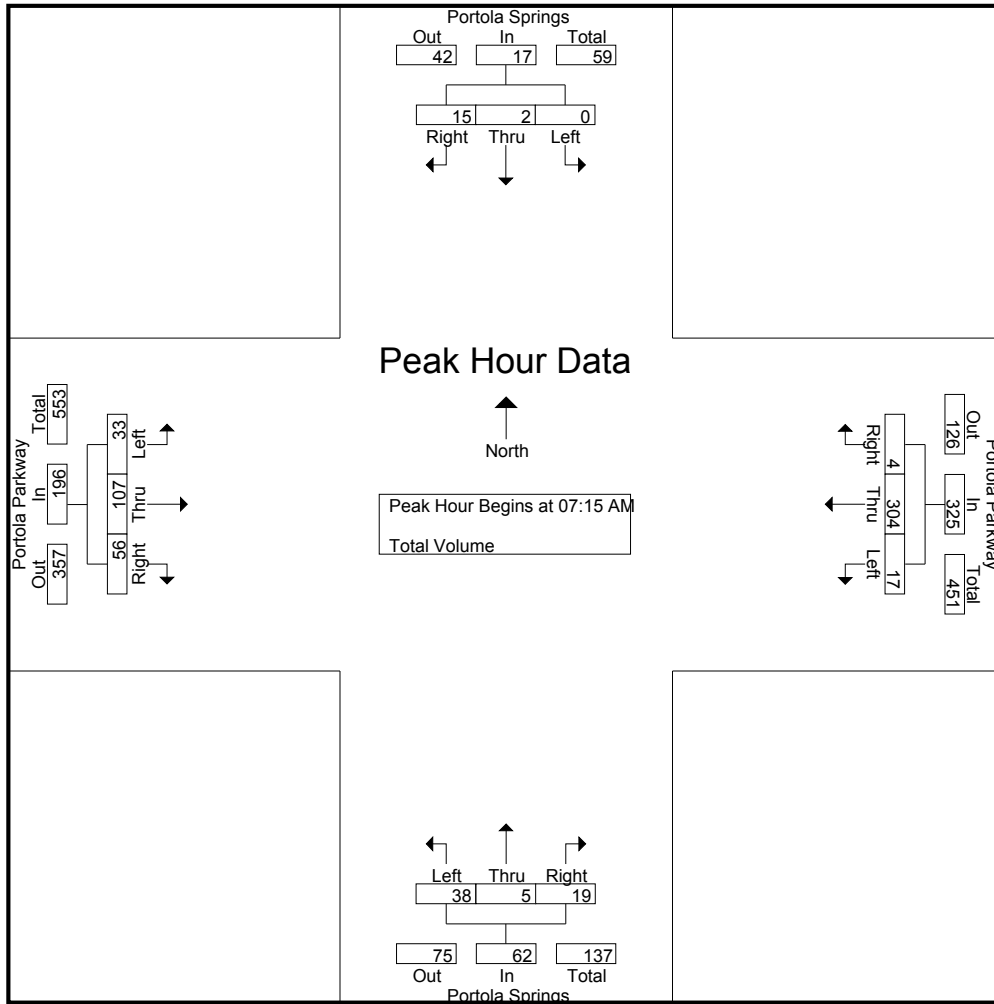 Portola Springs
Out In Total
42 17 59
15 2 0
Right Thru Left
Peak Hour Data
North
Peak Hour Begins at 07:15 AM
Total Volume
Portola Parkway
Total In Out
553 196 357
33 107 56
Left Thru Right
Portola Parkway
Out In Total
126 325 451
4 304 17
Right Thru Left
Left Thru Right
38 5 19
75 62 137
Out In Total
Portola Springs